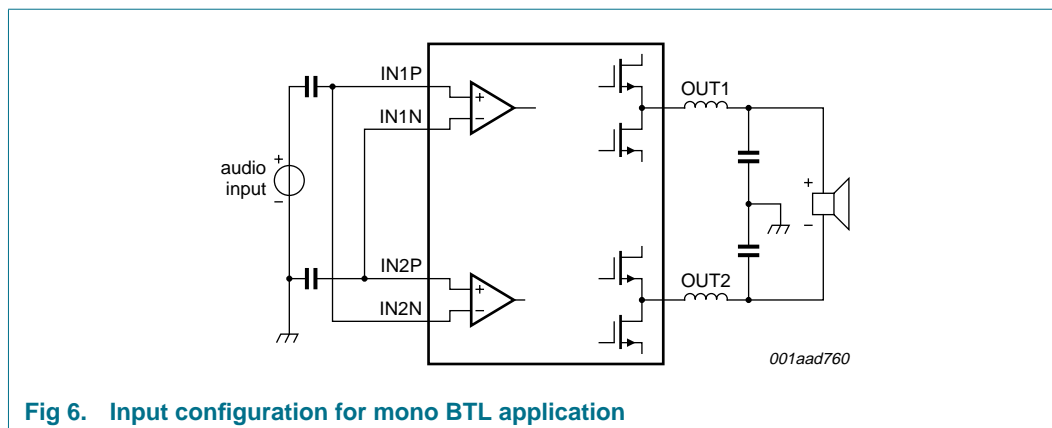 IN1P
OUT1
IN1N
+
−
audio
input
+
−
+
−
IN2P
OUT2
IN2N
+
−
001aad760
Fig 6. Input configuration for mono BTL application